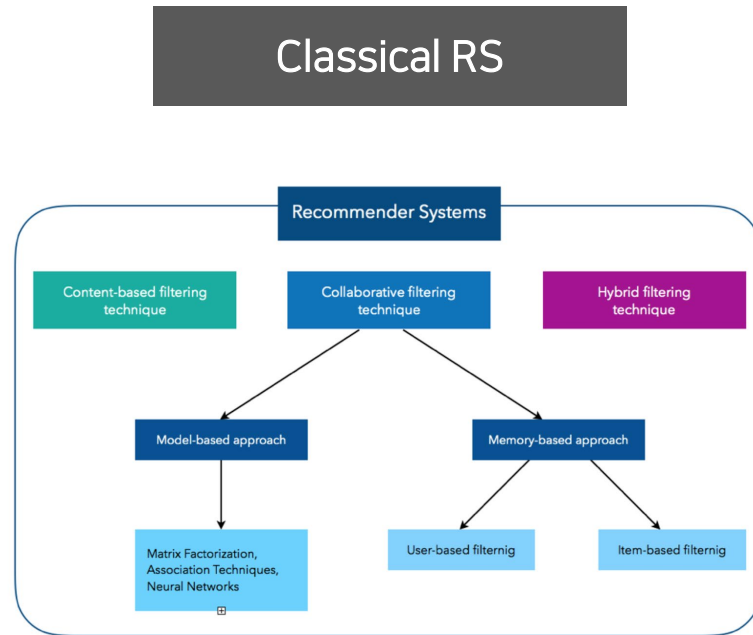 Classical RS
Recommender Systems
Content-based filtering
technique
Collaborative filtering
technique
Hybrid filtering
technique
Model-based approach
Memory-based approach
Matrix Factorization,
Association Techniques,
Neural Networks
User-based filternig
Item-based filternig